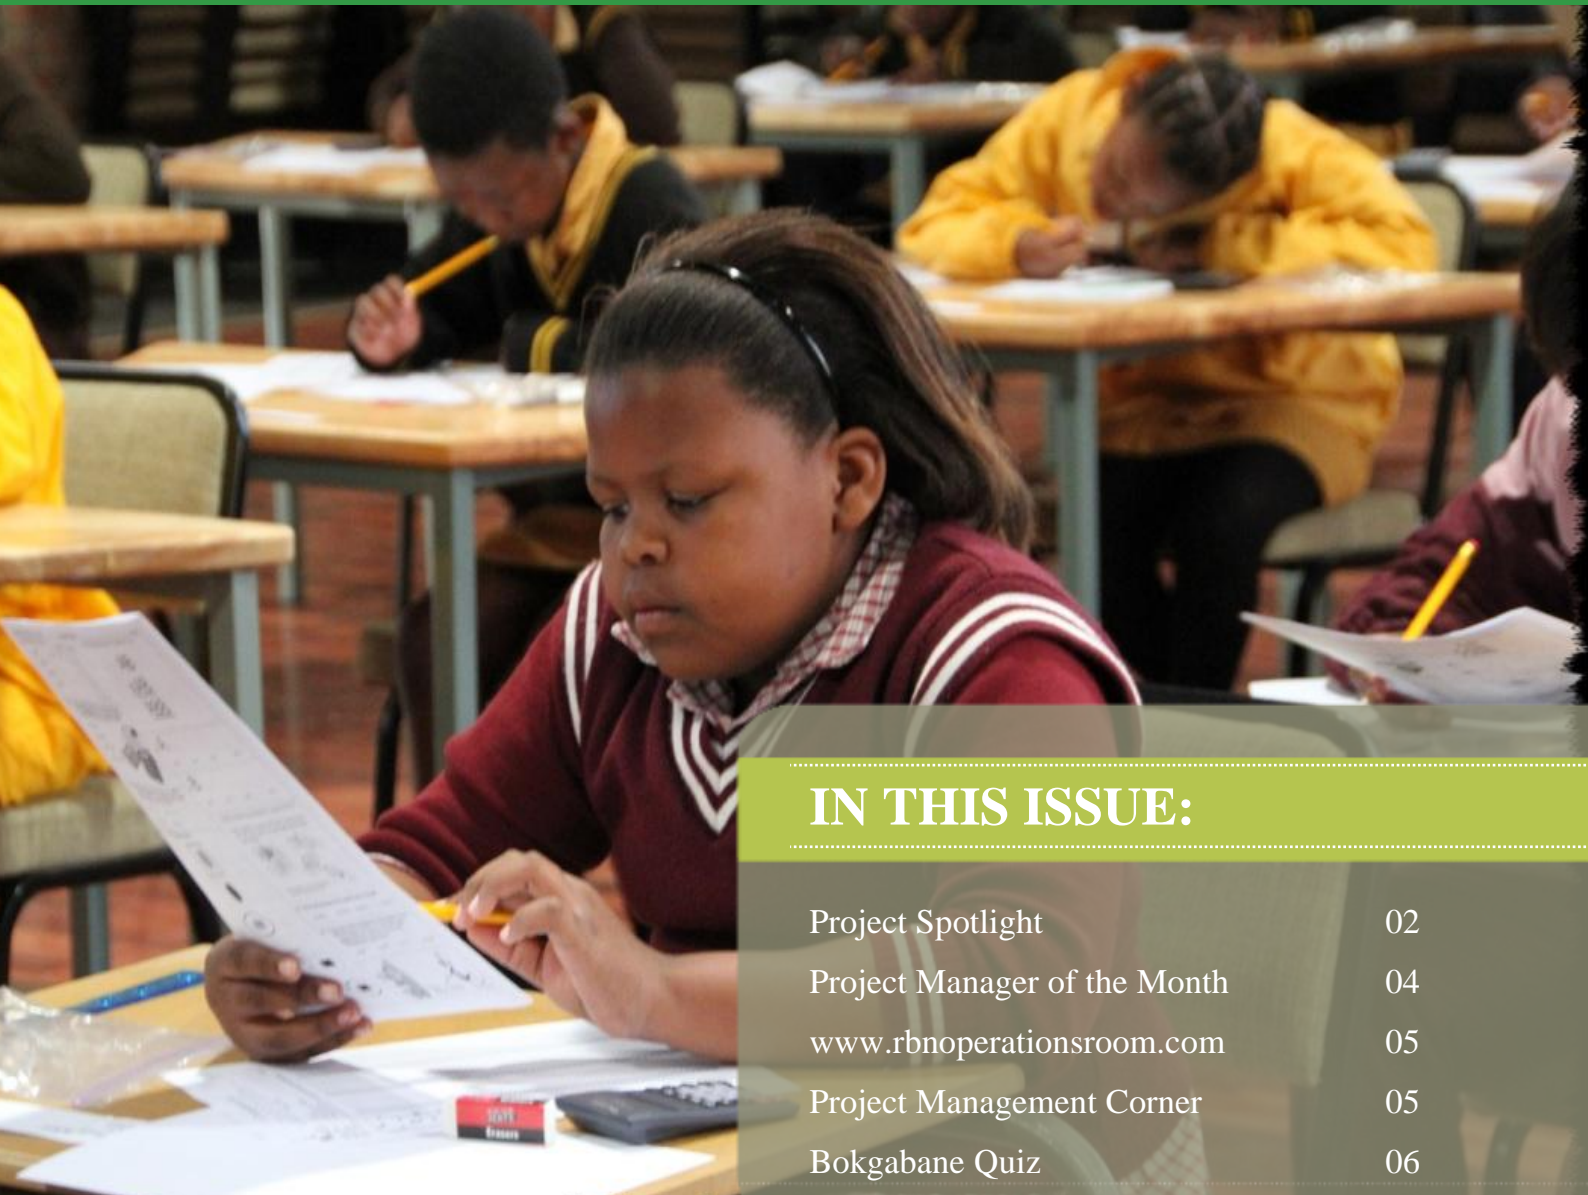 IN THIS ISSUE:
Project Spotlight 02
Project Manager of the Month 04
www.rbnoperationsroom.com 05
Project Management Corner 05
Bokgabane Quiz 06